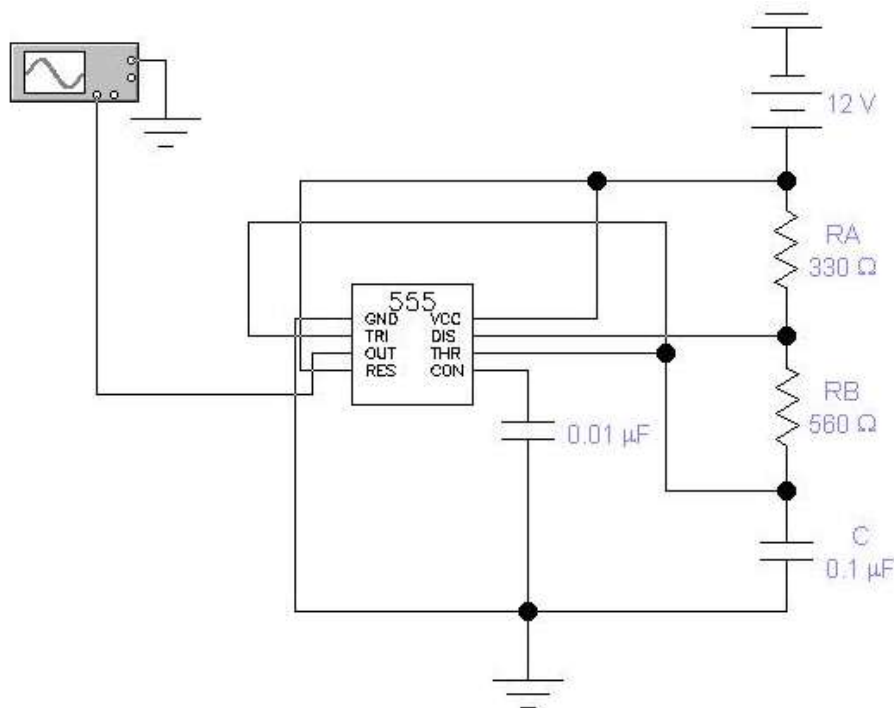 12 V
RA
330 Ω
555
GND VCC
TRI DIS
OUT THR
RES CON
RB
560 Ω
0.01 µF
C
0.1 µF